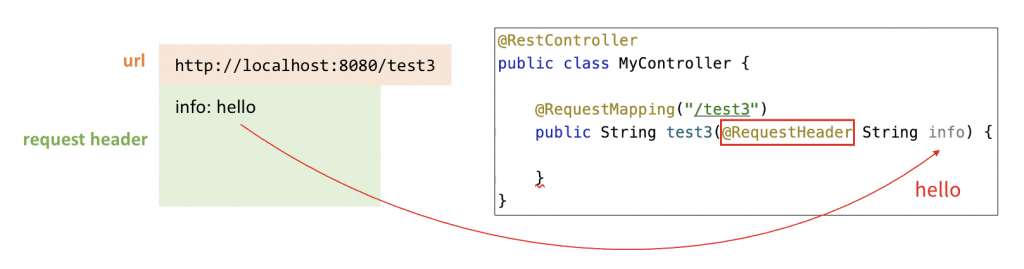 url
http://localhost:8080/test3
request header
info: hello
@RestController
public class MyController {
@RequestMapping("/test3")
public String test3(@RequestHeader String info) {
}
}
hello